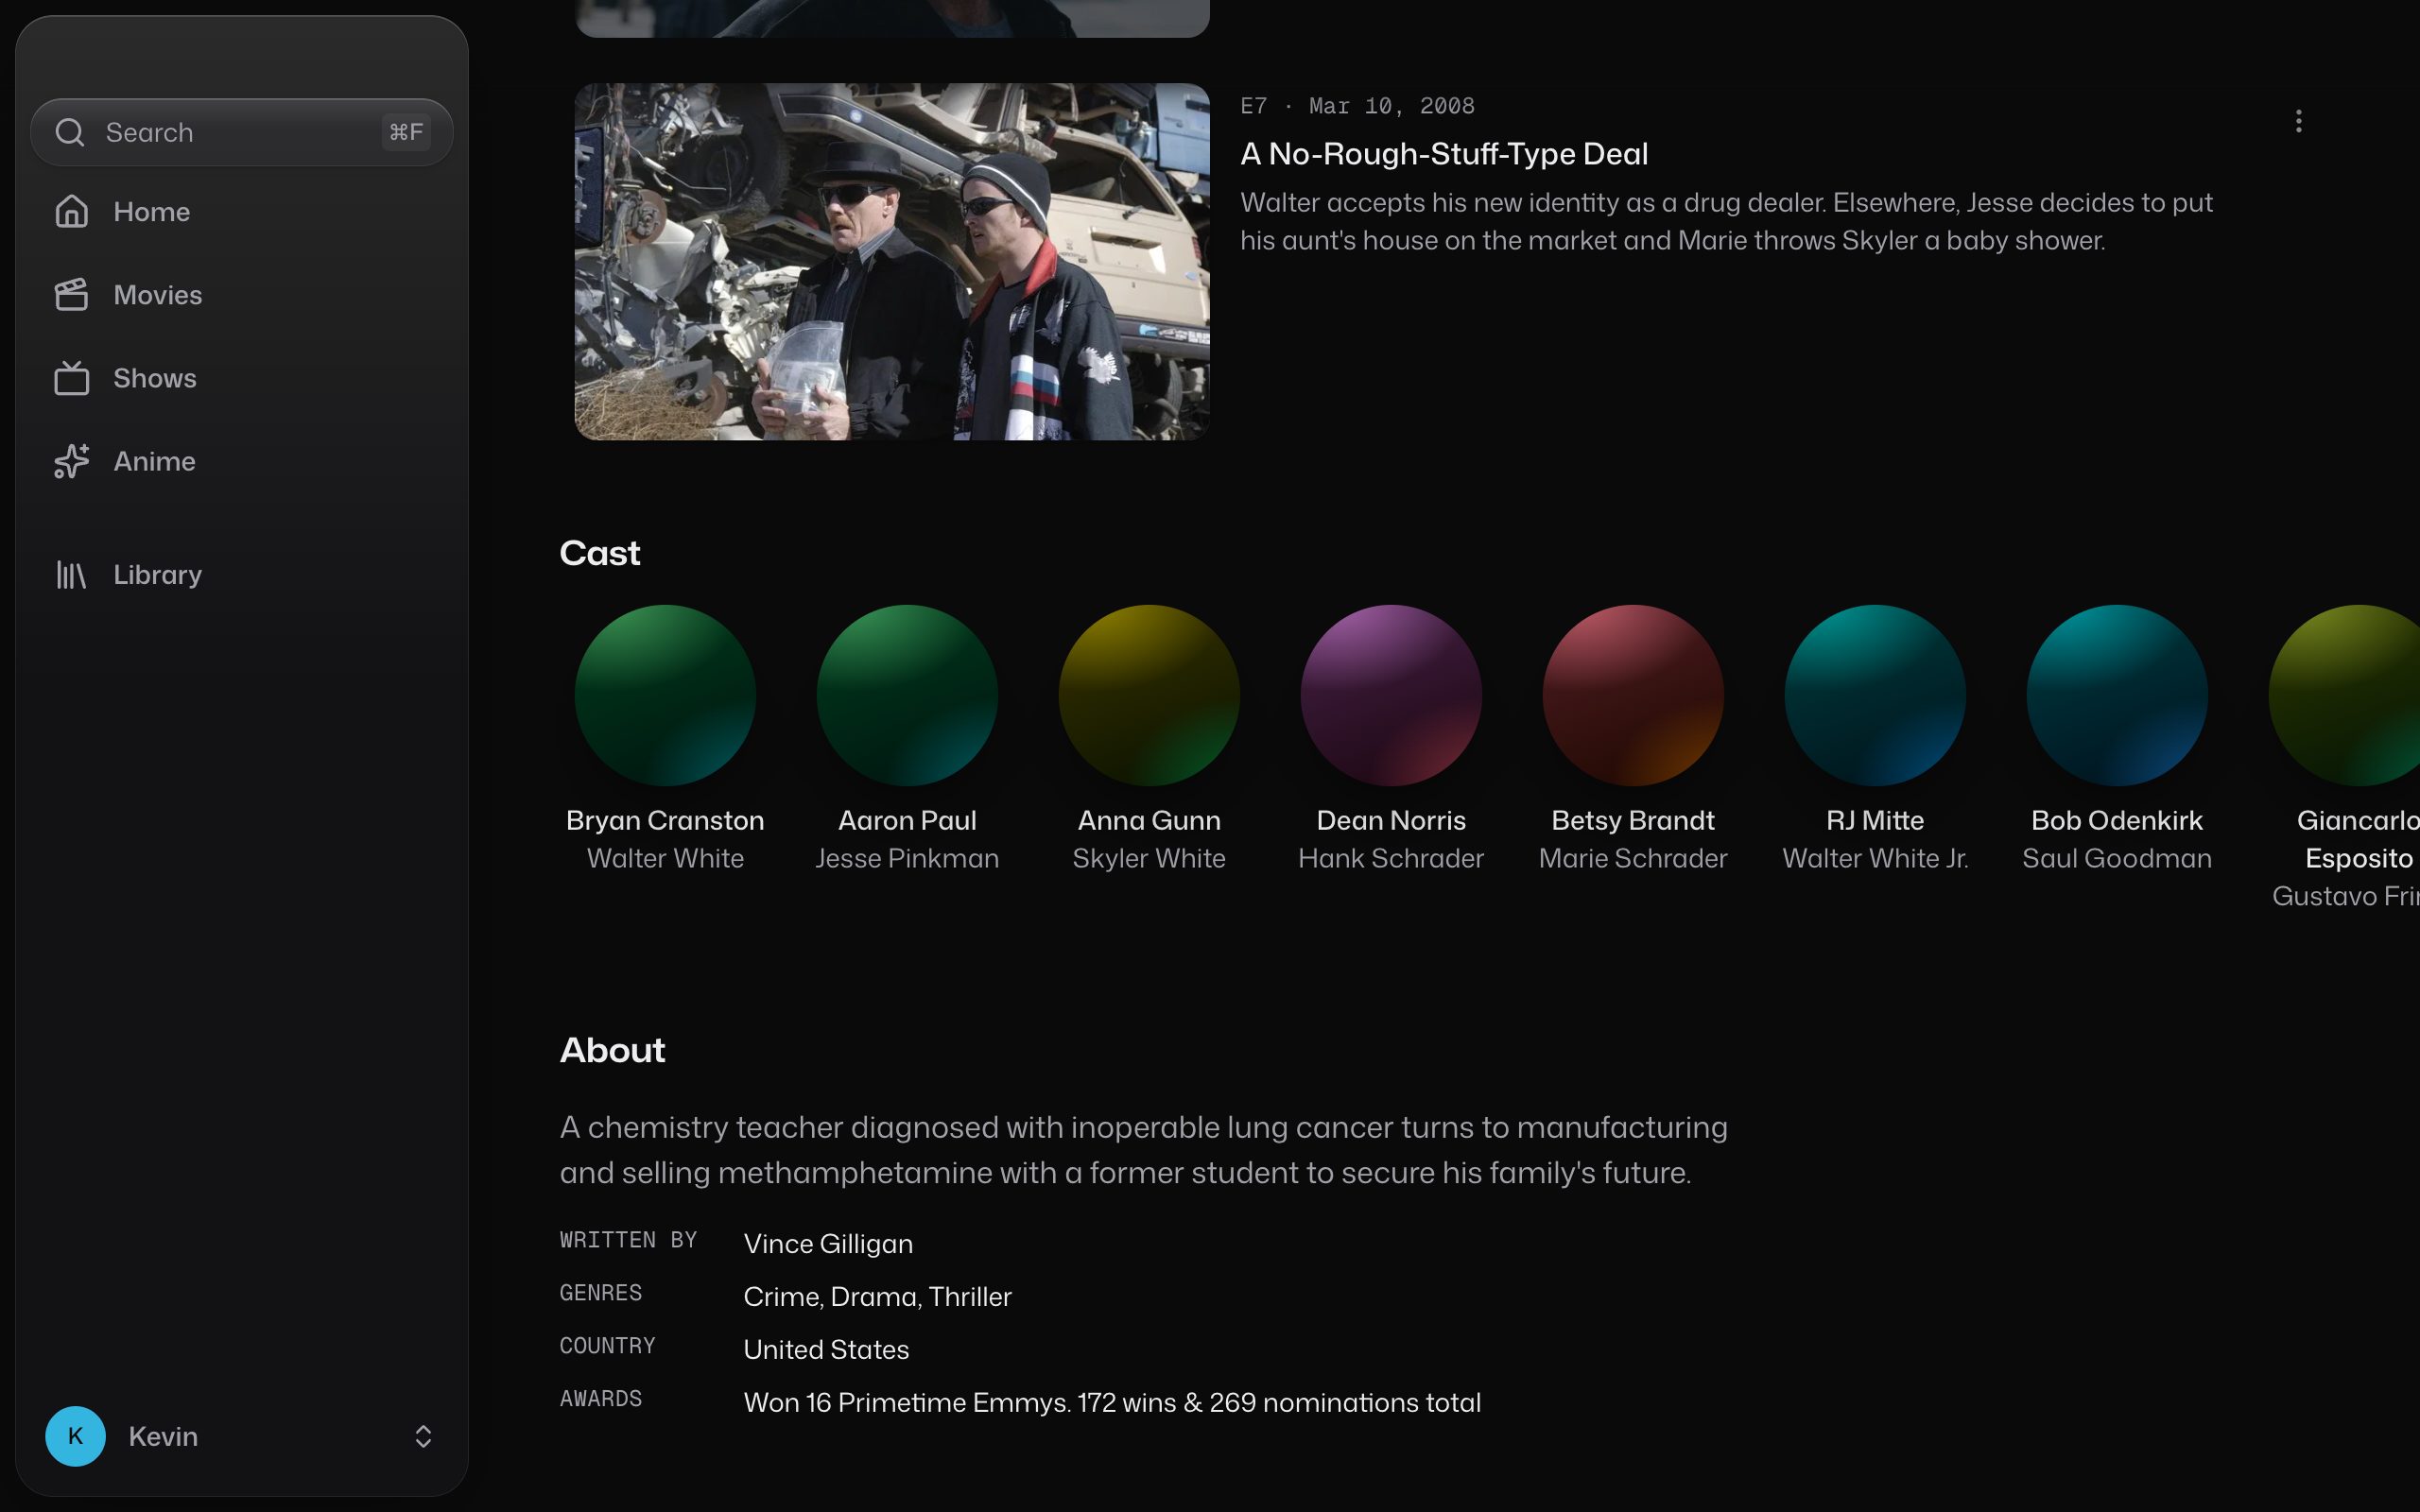 Search ⌘F
Home
Movies
Shows
Anime
Library
K Kevin
E7 · Mar 10, 2008
A No-Rough-Stuff-Type Deal
Walter accepts his new identity as a drug dealer. Elsewhere, Jesse decides to put
his aunt's house on the market and Marie throws Skyler a baby shower.
Cast
Bryan Cranston
Walter White
Aaron Paul
Jesse Pinkman
Anna Gunn
Skyler White
Dean Norris
Hank Schrader
Betsy Brandt
Marie Schrader
RJ Mitte
Walter White Jr.
Bob Odenkirk
Saul Goodman
Giancarlo
Esposito
Gustavo
About
A chemistry teacher diagnosed with inoperable lung cancer turns to manufacturing
and selling methamphetamine with a former student to secure his family's future.
WRITTEN BY Vince Gilligan
GENRES Crime, Drama, Thriller
COUNTRY United States
AWARDS Won 16 Primetime Emmys. 172 wins & 269 nominations total